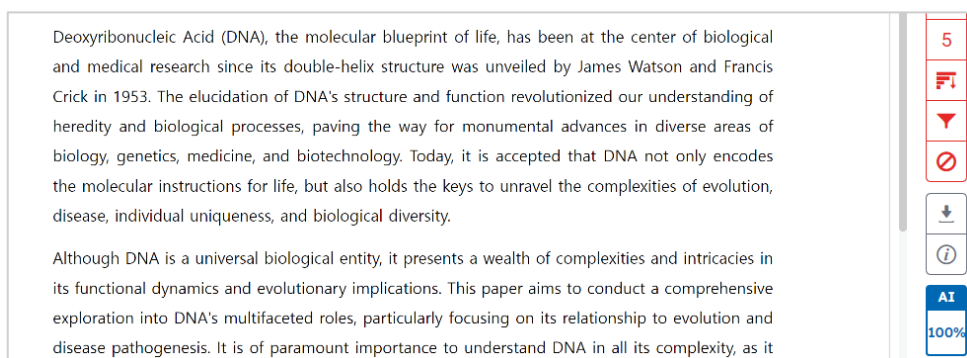 Deoxyribonucleic Acid (DNA), the molecular blueprint of life, has been at the center of biological
and medical research since its double-helix structure was unveiled by James Watson and Francis
Crick in 1953. The elucidation of DNA's structure and function revolutionized our understanding of
heredity and biological processes, paving the way for monumental advances in diverse areas of
biology, genetics, medicine, and biotechnology. Today, it is accepted that DNA not only encodes
the molecular instructions for life, but also holds the keys to unravel the complexities of evolution,
disease, individual uniqueness, and biological diversity.
Although DNA is a universal biological entity, it presents a wealth of complexities and intricacies in
its functional dynamics and evolutionary implications. This paper aims to conduct a comprehensive
exploration into DNA's multifaceted roles, particularly focusing on its relationship to evolution and
disease pathogenesis. It is of paramount importance to understand DNA in all its complexity, as it
5
AI
100%